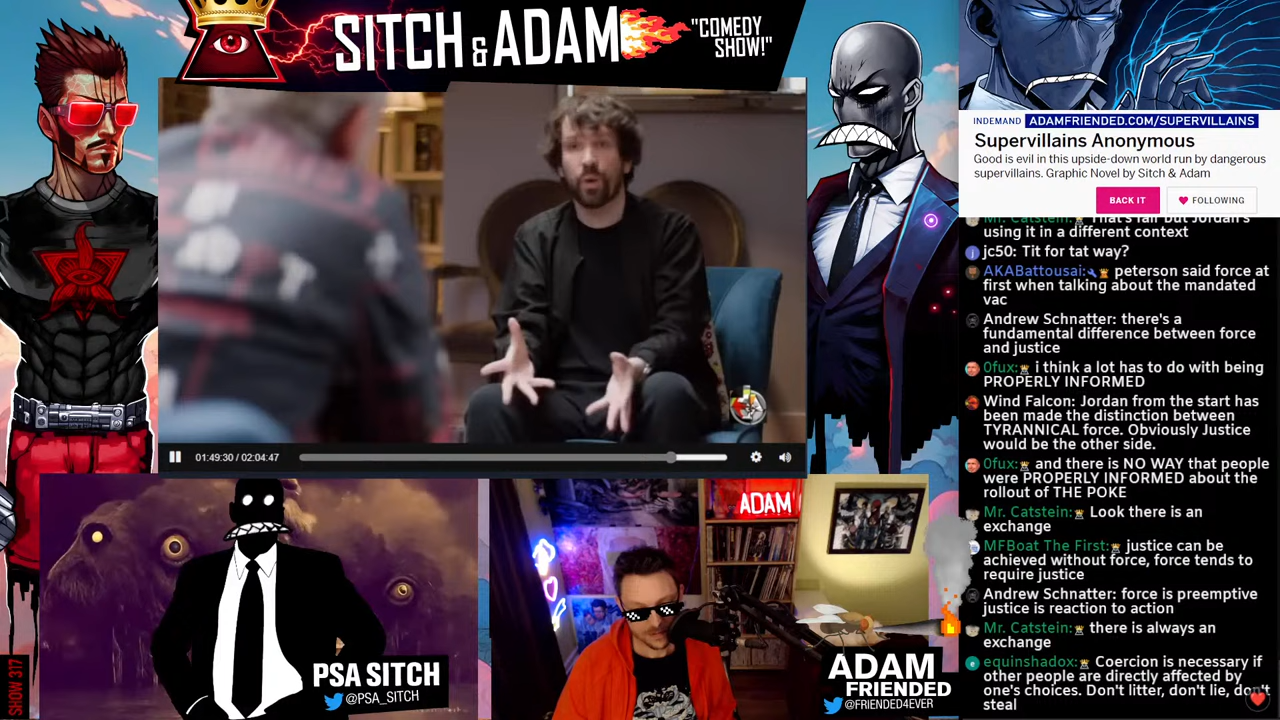 SITCH & ADAM
"COMEDY
SHOW!"
INDEMAND ADAMFRIENDED.COM/SUPERVILLAINS
Supervillains Anonymous
Good is evil in this upside-down world run by dangerous
supervillains. Graphic Novel by Sitch & Adam
BACK IT
FOLLOWING
Mr. Catstein: That's fair but Jordan's
using it in a different context
jc50: Tit for tat way?
AKABattousai: peterson said force at
first when talking about the mandated
vac
Andrew Schnatter: there's a
fundamental difference between force
and justice
0fux: i think a lot has to do with being
PROPERLY INFORMED
Wind Falcon: Jordan from the start has
been made the distinction between
TYRANNICAL force. Obviously Justice
would be the other side.
0fux: and there is NO WAY that people
were PROPERLY INFORMED about the
rollout of THE POKE
Mr. Catstein: Look there is an
exchange
MFBoat The First: justice can be
achieved without force, force tends to
require justice
Andrew Schnatter: force is preemptive
justice is reaction to action
Mr. Catstein: there is always an
exchange
equinshadox: Coercion is necessary if
other people are directly affected by
one's choices. Don't litter, don't lie, don't
steal
01:49:30 / 02:04:47
ADAM
PSA SITCH
@PSA_SITCH
ADAM
FRIENDED
@FRIENDED4EVER
SHOW 317